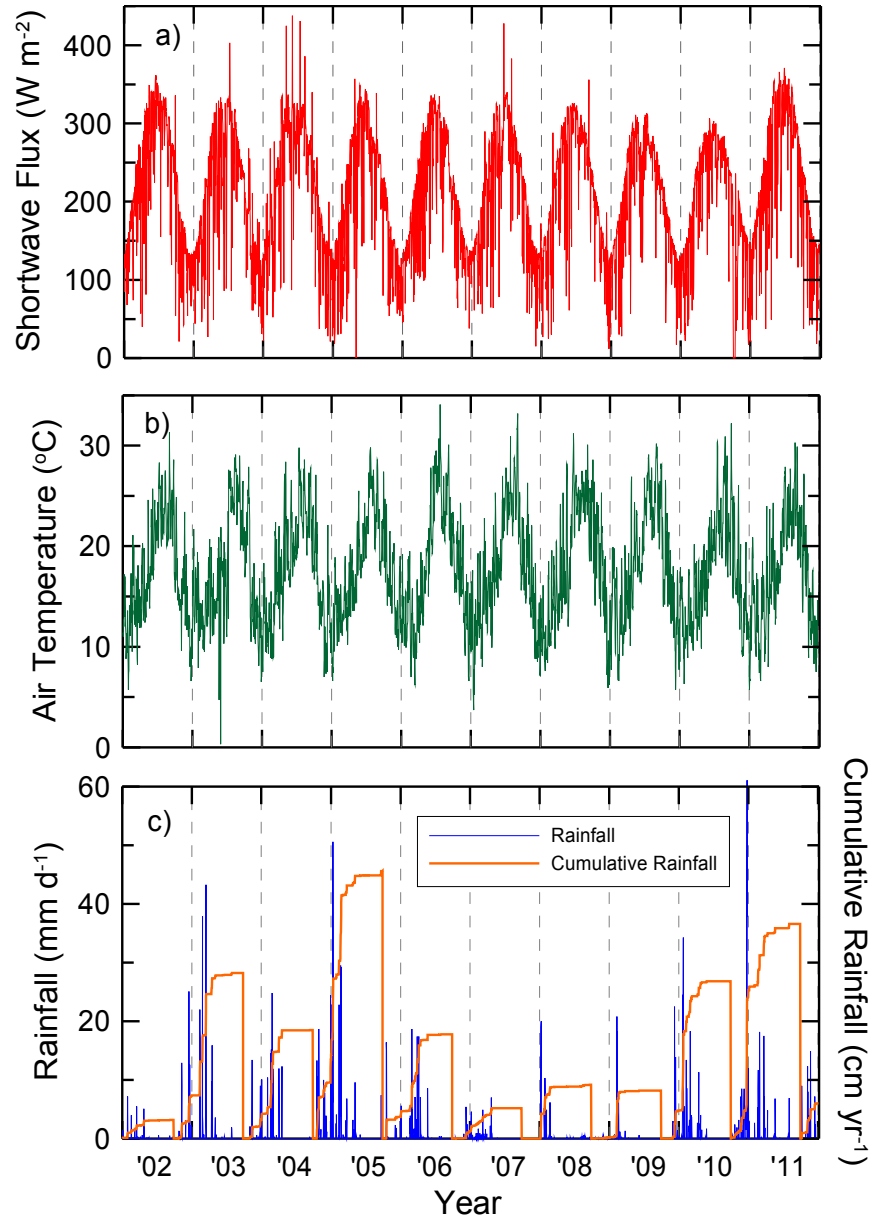 a)
Shortwave Flux (W m-2)
400
300
200
100
0
b)
Air Temperature (oC)
30
20
10
0
c)
Rainfall
Cumulative Rainfall
Rainfall (mm d-1)
60
40
20
0
Cumulative Rainfall (cm yr-1)
'02 '03 '04 '05 '06 '07 '08 '09 '10 '11
Year